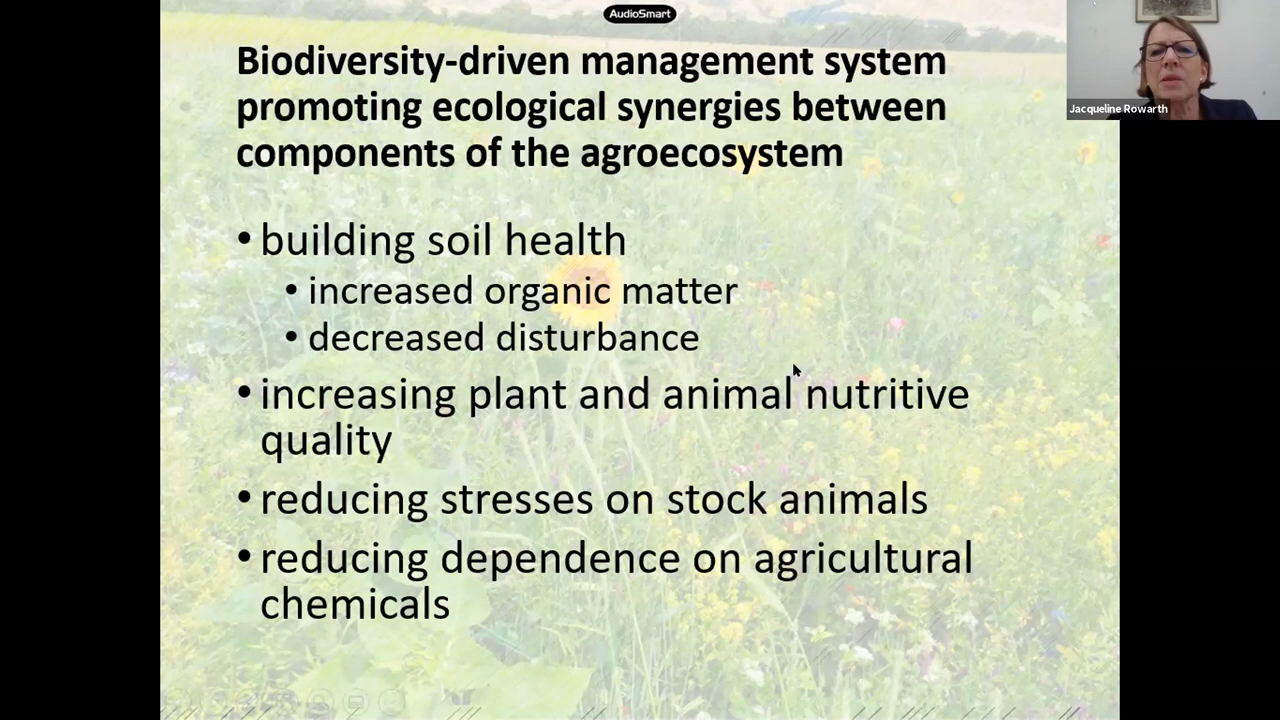 AudioSmart
Biodiversity-driven management system
promoting ecological synergies between
components of the agroecosystem
Jacqueline Rowarth
• building soil health
• increased organic matter
• decreased disturbance
• increasing plant and animal nutritive
quality
• reducing stresses on stock animals
• reducing dependence on agricultural
chemicals